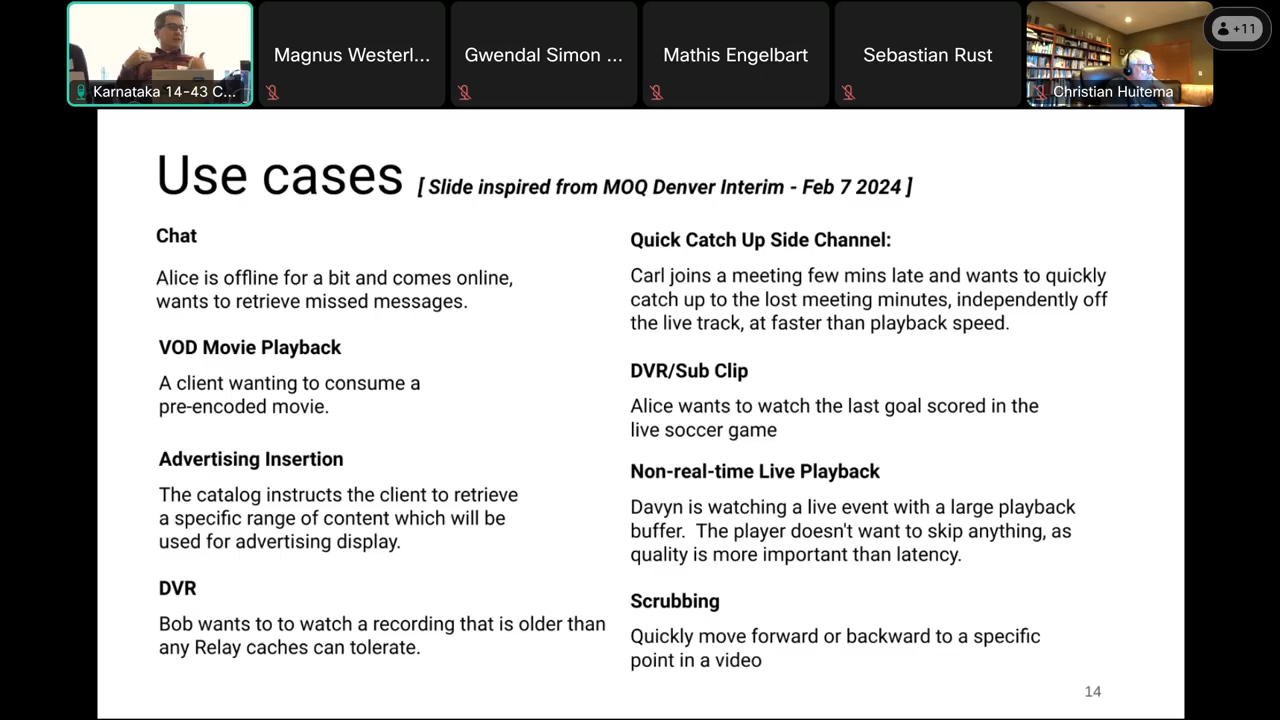 Karnataka 14-43 C...
Magnus Westerl...
Gwendal Simon ...
Mathis Engelbart
Sebastian Rust
Christian Huitema
+11
Use cases [ Slide inspired from MOQ Denver Interim - Feb 7 2024 ]
Chat
Alice is offline for a bit and comes online,
wants to retrieve missed messages.
VOD Movie Playback
A client wanting to consume a
pre-encoded movie.
Advertising Insertion
The catalog instructs the client to retrieve
a specific range of content which will be
used for advertising display.
DVR
Bob wants to to watch a recording that is older than
any Relay caches can tolerate.
Quick Catch Up Side Channel:
Carl joins a meeting few mins late and wants to quickly
catch up to the lost meeting minutes, independently off
the live track, at faster than playback speed.
DVR/Sub Clip
Alice wants to watch the last goal scored in the
live soccer game
Non-real-time Live Playback
Davyn is watching a live event with a large playback
buffer.  The player doesn't want to skip anything, as
quality is more important than latency.
Scrubbing
Quickly move forward or backward to a specific
point in a video
14